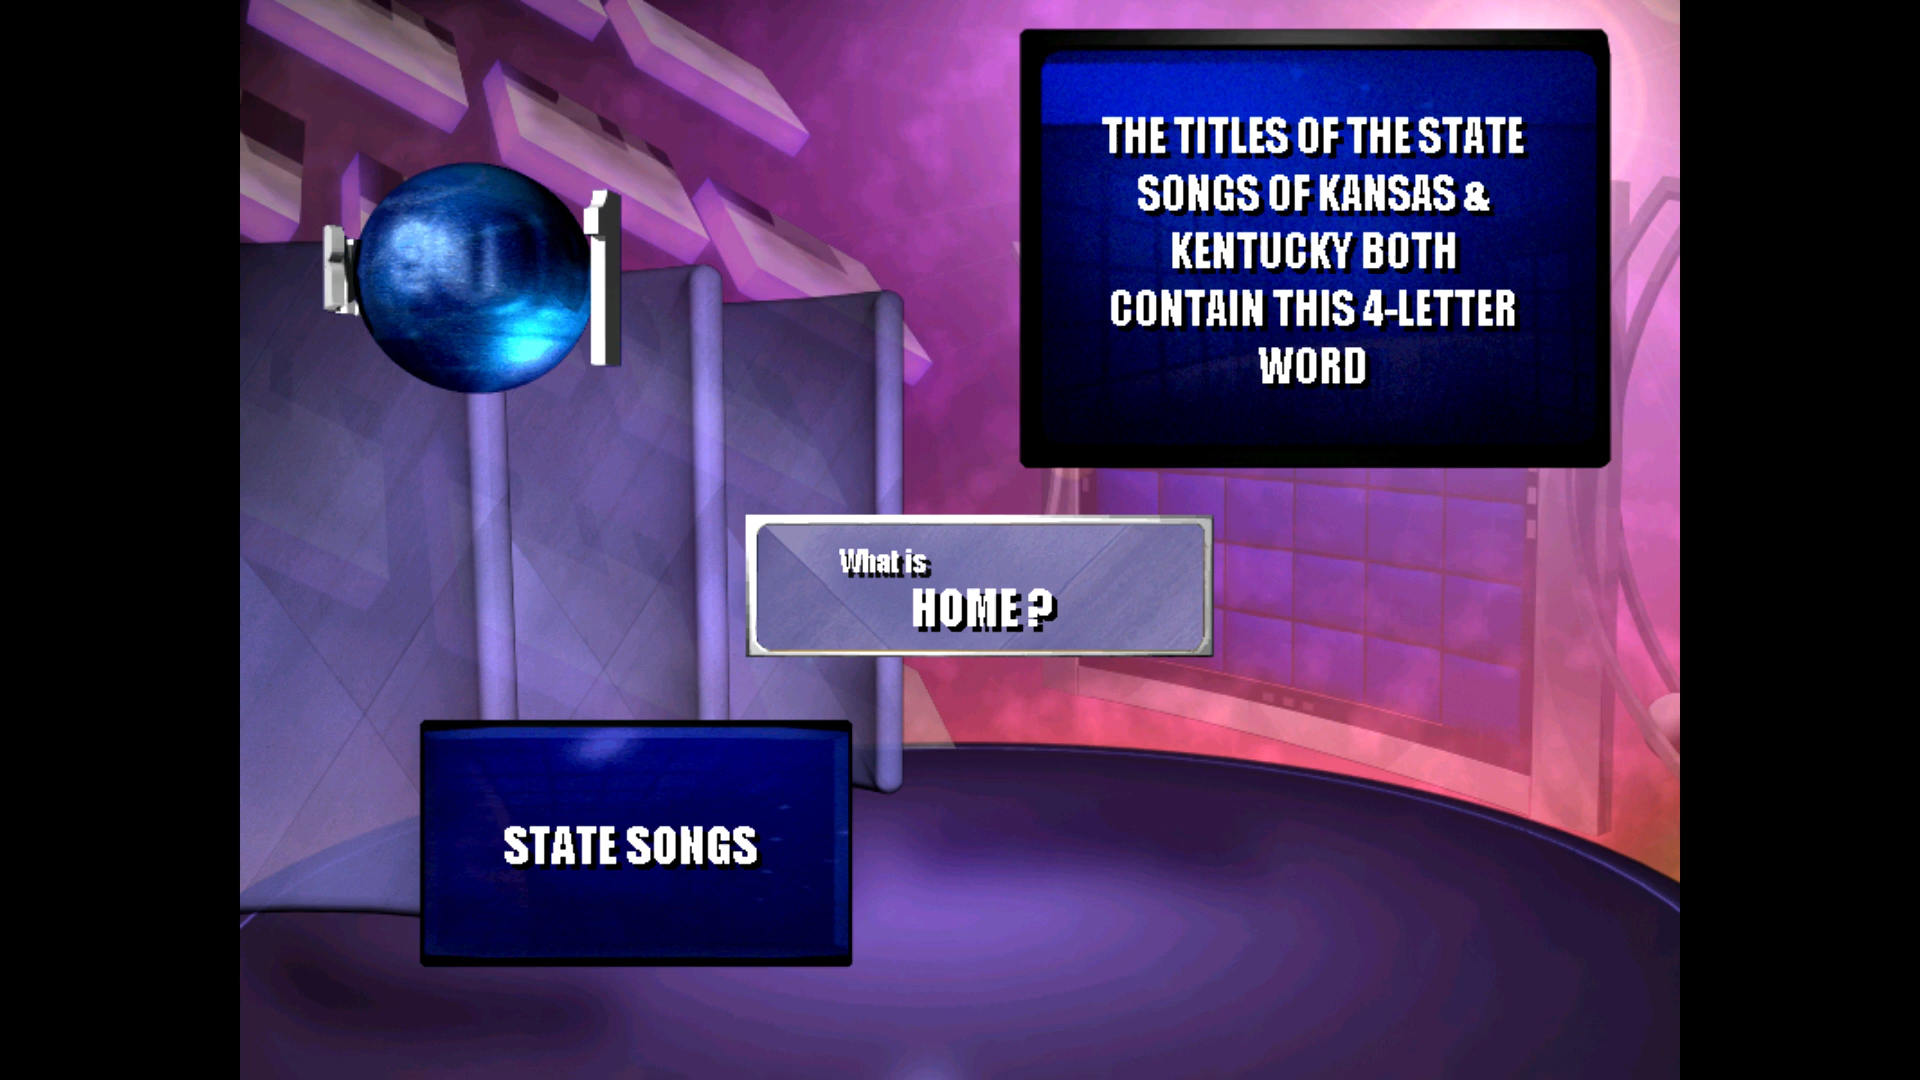 THE TITLES OF THE STATE
SONGS OF KANSAS &
KENTUCKY BOTH
CONTAIN THIS 4-LETTER
WORD
What is
HOME?
STATE SONGS